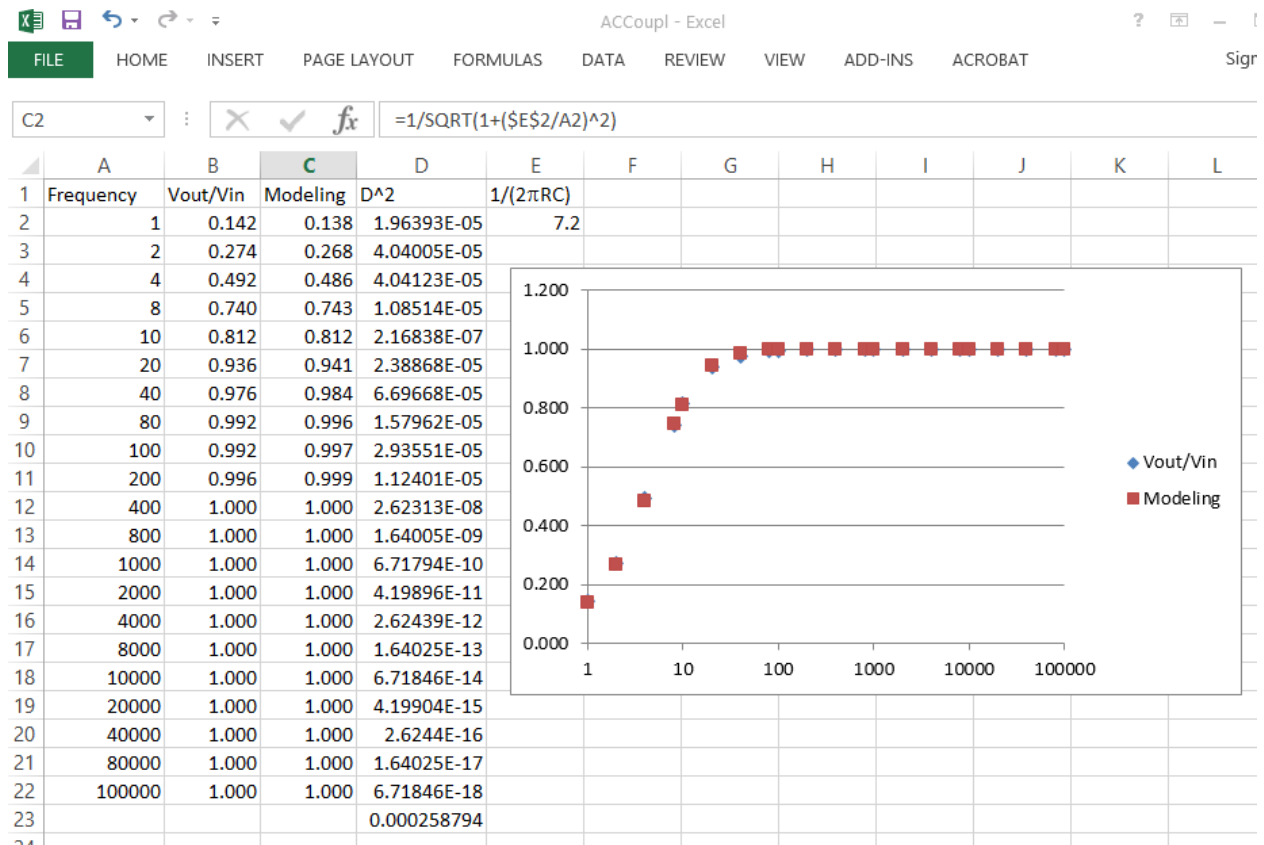 ACCoupl - Excel ?
FILE HOME INSERT PAGE LAYOUT FORMULAS DATA REVIEW VIEW ADD-INS ACROBAT Sign
C2 fx =1/SQRT(1+($E$2/A2)^2)
A B C D E F G H I J K L
1 Frequency Vout/Vin Modeling D^2 1/(2πRC)
2 1 0.142 0.138 1.96393E-05 7.2
3 2 0.274 0.268 4.04005E-05
4 4 0.492 0.486 4.04123E-05
5 8 0.740 0.743 1.08514E-05
6 10 0.812 0.812 2.16838E-07
7 20 0.936 0.941 2.38868E-05
8 40 0.976 0.984 6.69668E-05
9 80 0.992 0.996 1.57962E-05
10 100 0.992 0.997 2.93551E-05
11 200 0.996 0.999 1.12401E-05
12 400 1.000 1.000 2.62313E-08
13 800 1.000 1.000 1.64005E-09
14 1000 1.000 1.000 6.71794E-10
15 2000 1.000 1.000 4.19896E-11
16 4000 1.000 1.000 2.62439E-12
17 8000 1.000 1.000 1.64025E-13
18 10000 1.000 1.000 6.71846E-14
19 20000 1.000 1.000 4.19904E-15
20 40000 1.000 1.000 2.6244E-16
21 80000 1.000 1.000 1.64025E-17
22 100000 1.000 1.000 6.71846E-18
23 0.000258794
1.200
1.000
0.800
0.600
0.400
0.200
0.000
1 10 100 1000 10000 100000
Vout/Vin
Modeling